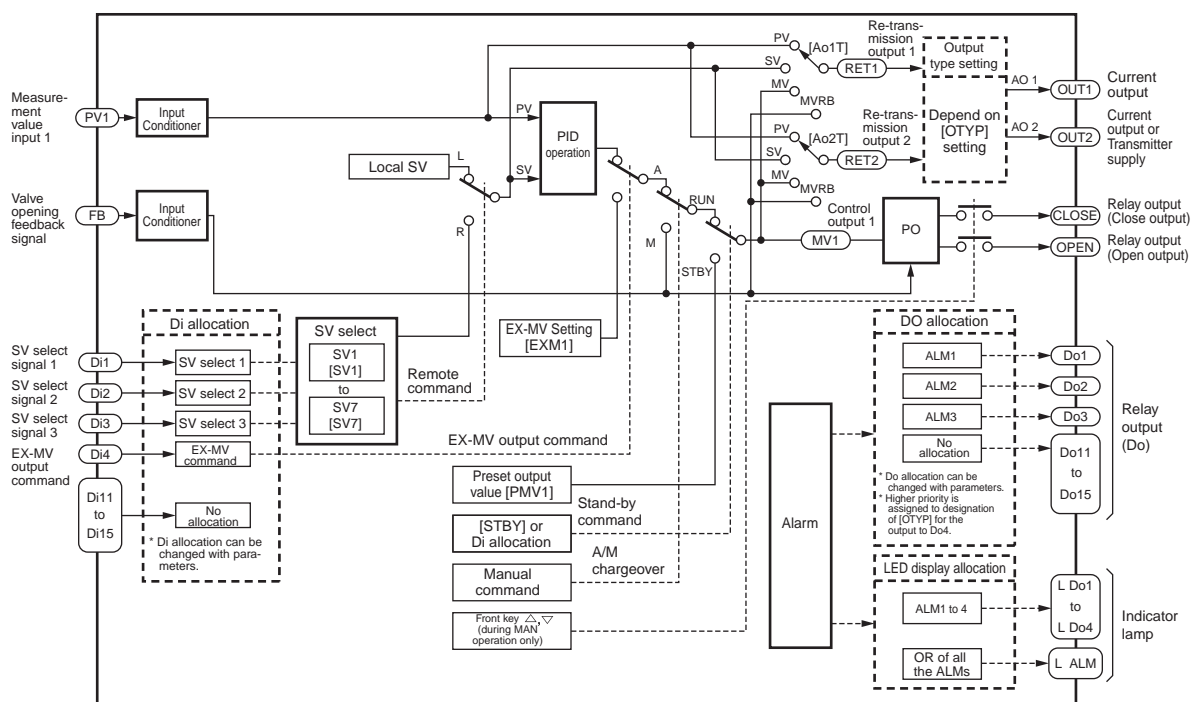 Measure-
ment
value
input 1
PV1
Input
Conditioner
Valve
opening
feedback
signal
FB
Input
Conditioner
Local SV
L
R
PV
SV
PID
operation
A
M
RUN
STBY
PV
[Ao1T]
SV
MV
MVRB
Re-trans-
mission
output 1
RET1
PV
[Ao2T]
SV
MV
MVRB
Re-trans-
mission
output 2
RET2
Output
type setting
Depend on
[OTYP]
setting
AO 1
OUT1
Current
output
AO 2
OUT2
Current
output or
Transmitter
supply
Control
output 1
MV1
PO
CLOSE
Relay output
(Close output)
OPEN
Relay output
(Open output)
SV select
signal 1
SV select
signal 2
SV select
signal 3
EX-MV
output
command
Di1
Di2
Di3
Di4
Di11
to
Di15
Di allocation
SV select 1
SV select 2
SV select 3
EX-MV
command
No
allocation
* Di allocation can be
changed with para-
meters.
SV select
SV1
[SV1]
to
SV7
[SV7]
Remote
command
EX-MV Setting
[EXM1]
EX-MV output command
Preset output
value [PMV1]
Stand-by
command
[STBY] or
Di allocation
A/M
changeover
Manual
command
Front key △,▽
(during MAN
operation only)
Alarm
DO allocation
ALM1
ALM2
ALM3
No
allocation
* Do allocation can be
changed with parameters.
* Higher priority is
assigned to designation
of [OTYP] for the
output to Do4.
Do1
Do2
Do3
Do11
to
Do15
Relay
output
(Do)
LED display allocation
ALM1 to 4
OR of all
the ALMs
L Do1
to
L Do4
L ALM
Indicator
lamp